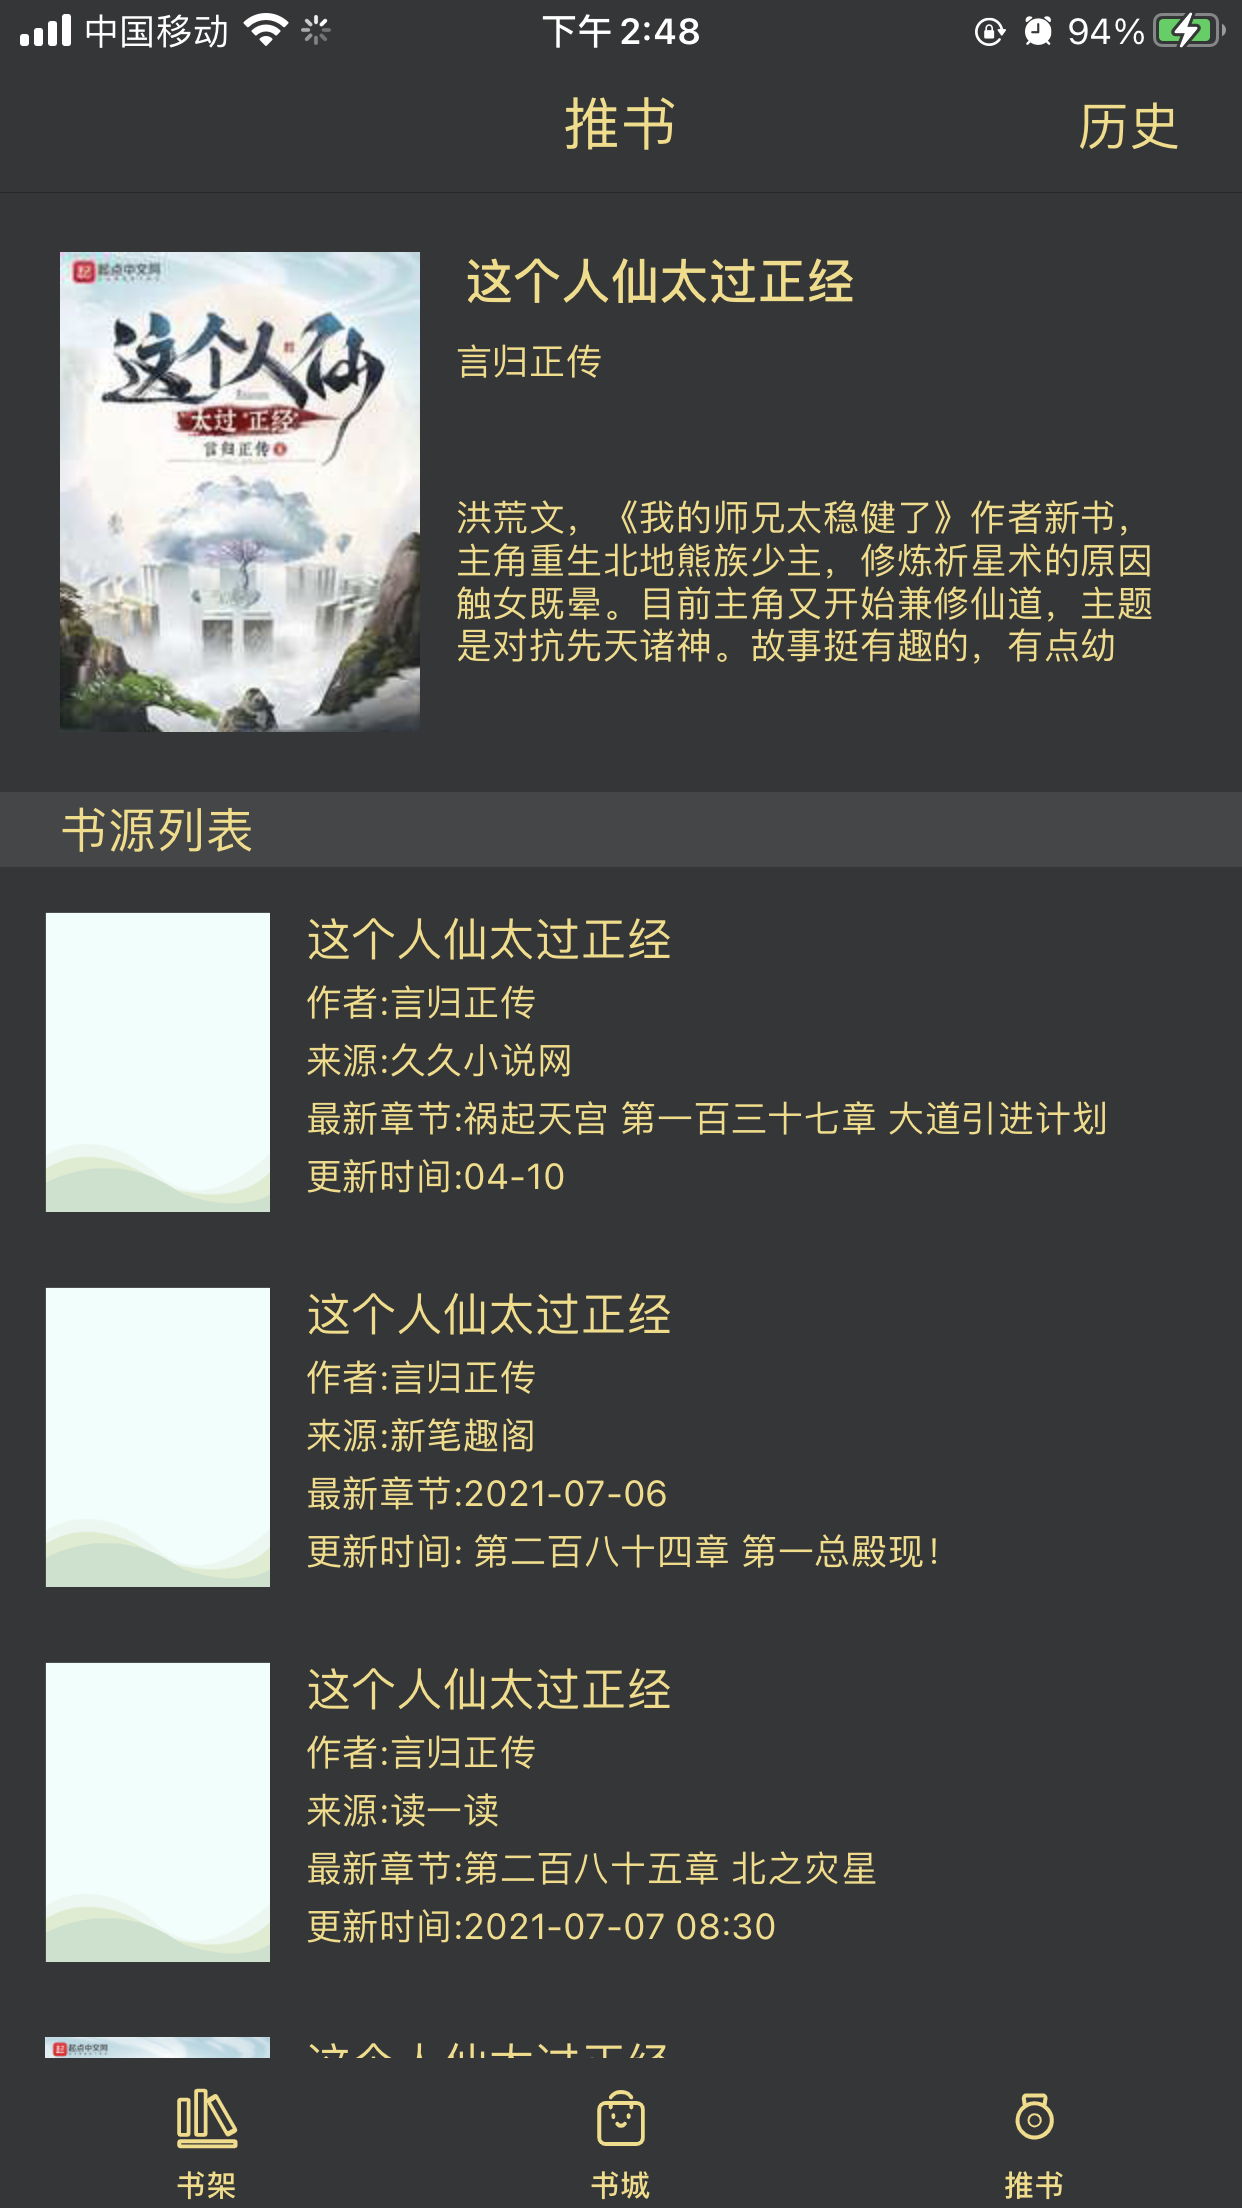 中国移动
下午2:48
94%
推书
历史
起点中文网
这个人仙
太过 正经
言归正传
这个人仙太过正经
言归正传
洪荒文，《我的师兄太稳健了》作者新书，
主角重生北地熊族少主，修炼祈星术的原因
触女既晕。目前主角又开始兼修仙道，主题
是对抗先天诸神。故事挺有趣的，有点幼
书源列表
这个人仙太过正经
作者:言归正传
来源:久久小说网
最新章节:祸起天宫 第一百三十七章 大道引进计划
更新时间:04-10
这个人仙太过正经
作者:言归正传
来源:新笔趣阁
最新章节:2021-07-06
更新时间: 第二百八十四章 第一总殿现！
这个人仙太过正经
作者:言归正传
来源:读一读
最新章节:第二百八十五章 北之灾星
更新时间:2021-07-07 08:30
起点中文网
这个人仙太过正经
书架
书城
推书